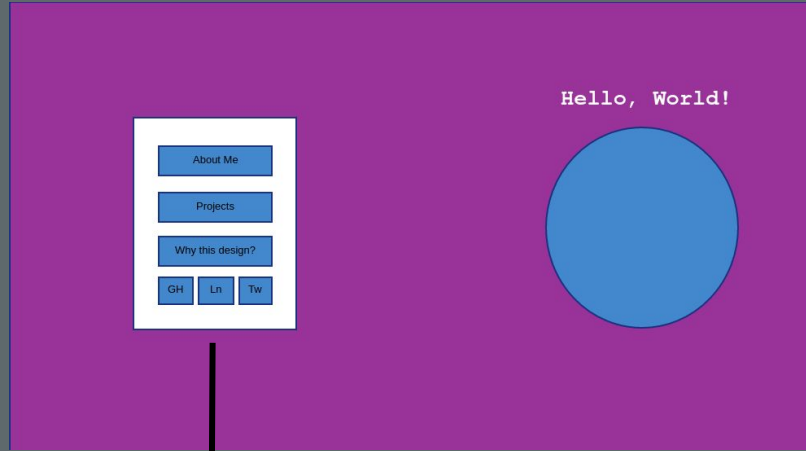 Hello, World!
About Me
Projects
Why this design?
GH Ln Tw